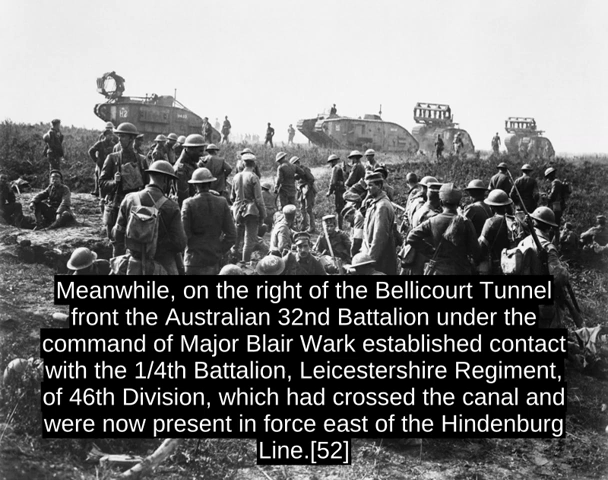 Meanwhile, on the right of the Bellicourt Tunnel
front the Australian 32nd Battalion under the
command of Major Blair Wark established contact
with the 1/4th Battalion, Leicestershire Regiment,
of 46th Division, which had crossed the canal and
were now present in force east of the Hindenburg
Line.[52]